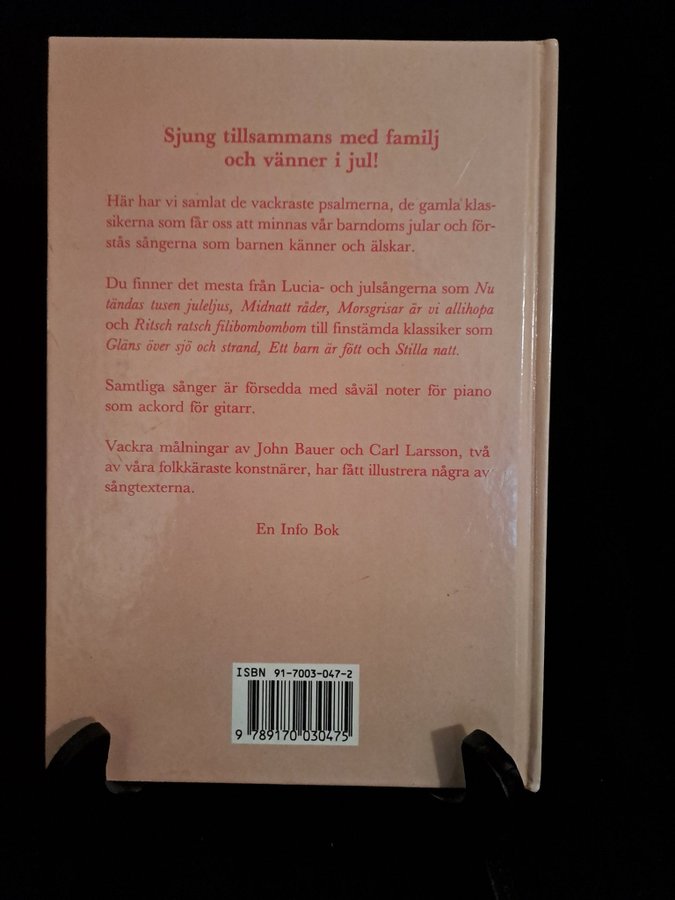 Sjung tillsammans med familj
och vänner i jul!
Här har vi samlat de vackraste psalmerna, de gamla klas-
sikerna som får oss att minnas vår barndoms jular och för-
stås sångerna som barnen känner och älskar.
Du finner det mesta från Lucia- och julsångerna som Nu
tändas tusen juleljus, Midnatt råder, Morsgrisar är vi allihopa
och Ritsch ratsch filibombombom till finstämda klassiker som
Gläns över sjö och strand, Ett barn är fött och Stilla natt.
Samtliga sånger är försedda med såväl noter för piano
som ackord för gitarr.
Vackra målningar av John Bauer och Carl Larsson, två
av våra folkkäraste konstnärer, har fått illustrera några av
sångtexterna.
En Info Bok
ISBN 91-7003-047-2
9 789170 030475